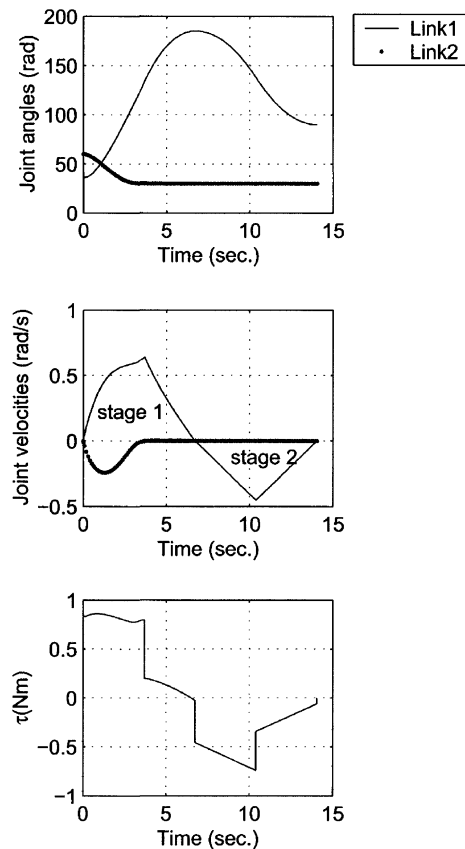 Link1
Link2
200
150
100
50
0
Joint angles (rad)
0
5
10
15
Time (sec.)
1
0.5
0
−0.5
Joint velocities (rad/s)
stage 1
stage 2
0
5
10
15
Time (sec.)
1
0.5
0
−0.5
−1
τ(Nm)
0
5
10
15
Time (sec.)